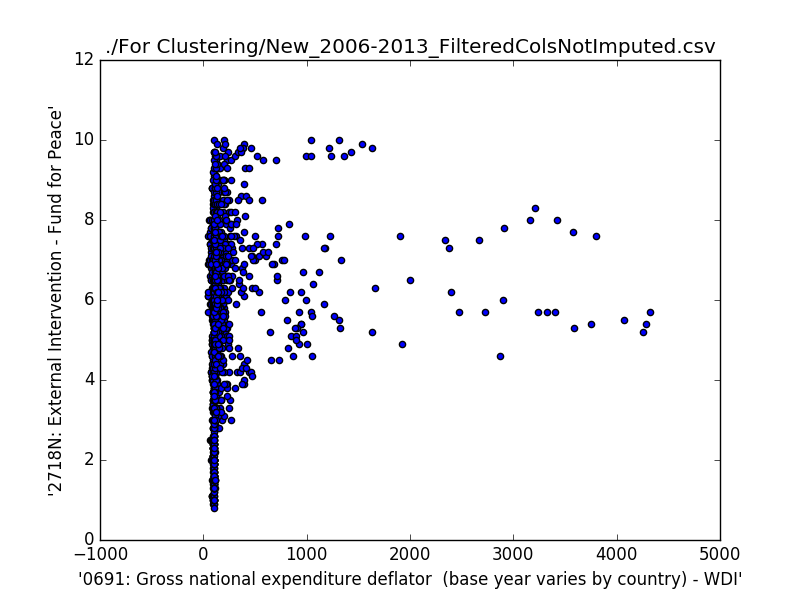 ./For Clustering/New_2006-2013_FilteredColsNotImputed.csv
'2718N: External Intervention - Fund for Peace'
12
10
8
6
4
2
0
−1000 0 1000 2000 3000 4000 5000
'0691: Gross national expenditure deflator  (base year varies by country) - WDI'